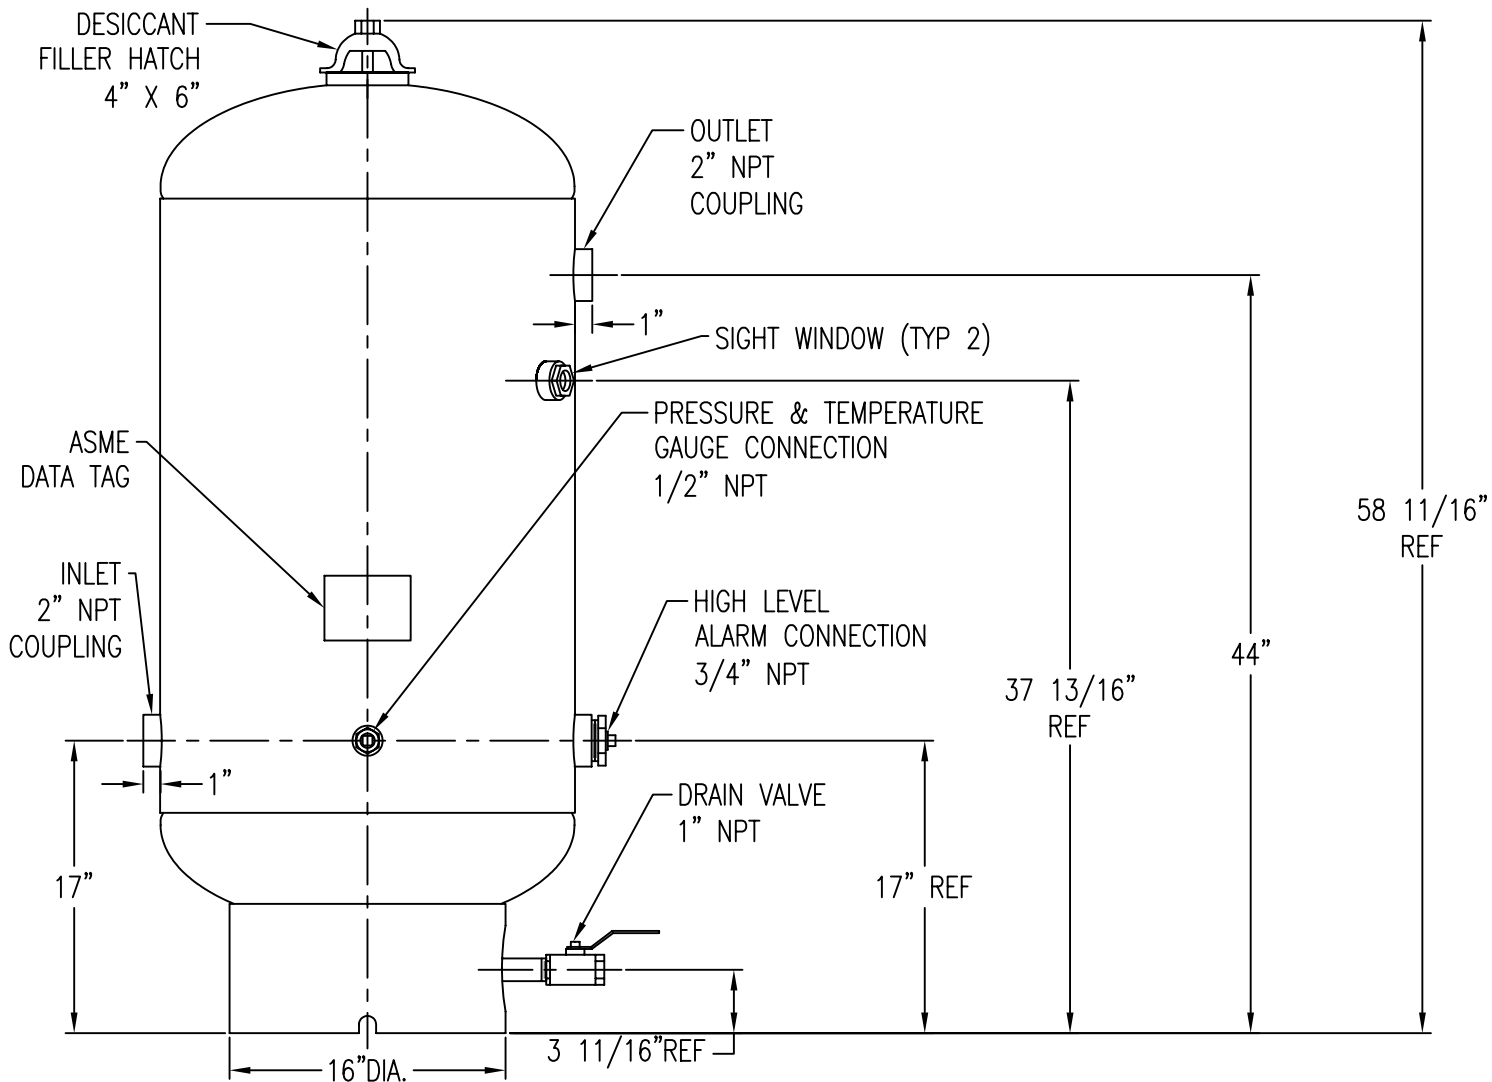 DESICCANT
FILLER HATCH
4" X 6"
OUTLET
2" NPT
COUPLING
1"
SIGHT WINDOW (TYP 2)
PRESSURE & TEMPERATURE
GAUGE CONNECTION
1/2" NPT
ASME
DATA TAG
58 11/16"
REF
INLET
2" NPT
COUPLING
HIGH LEVEL
ALARM CONNECTION
3/4" NPT
44"
37 13/16"
REF
1"
DRAIN VALVE
1" NPT
17"
17" REF
3 11/16"REF
16"DIA.